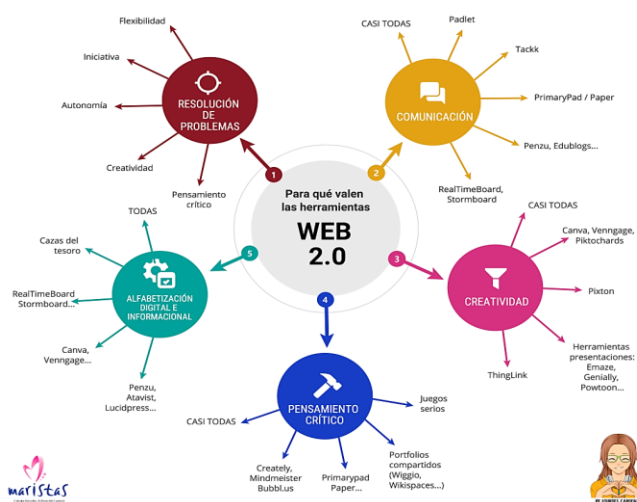 Para qué valen
las herramientas
WEB
2.0
1
RESOLUCIÓN
DE
PROBLEMAS
Flexibilidad
Iniciativa
Autonomía
Creatividad
Pensamiento
crítico
2
COMUNICACIÓN
CASI TODAS
Padlet
Tackk
PrimaryPad / Paper
Penzu, Edublogs...
RealTimeBoard,
Stormboard
3
CREATIVIDAD
CASI TODAS
Canva, Venngage,
Piktochards
Pixton
Herramientas
presentaciones:
Emaze,
Genially,
Powtoon...
ThingLink
4
PENSAMIENTO
CRÍTICO
Juegos
serios
Portfolios
compartidos
(Wiggio,
Wikispaces...)
Primarypad
Paper...
Creately,
Mindmeister
Bubbl.us
CASI TODAS
5
ALFABETIZACIÓN
DIGITAL E
INFORMACIONAL
TODAS
Cazas del
tesoro
RealTimeBoard
Stormboard...
Canva,
Venngage...
Penzu,
Atavist,
Lucidpress...
maristas